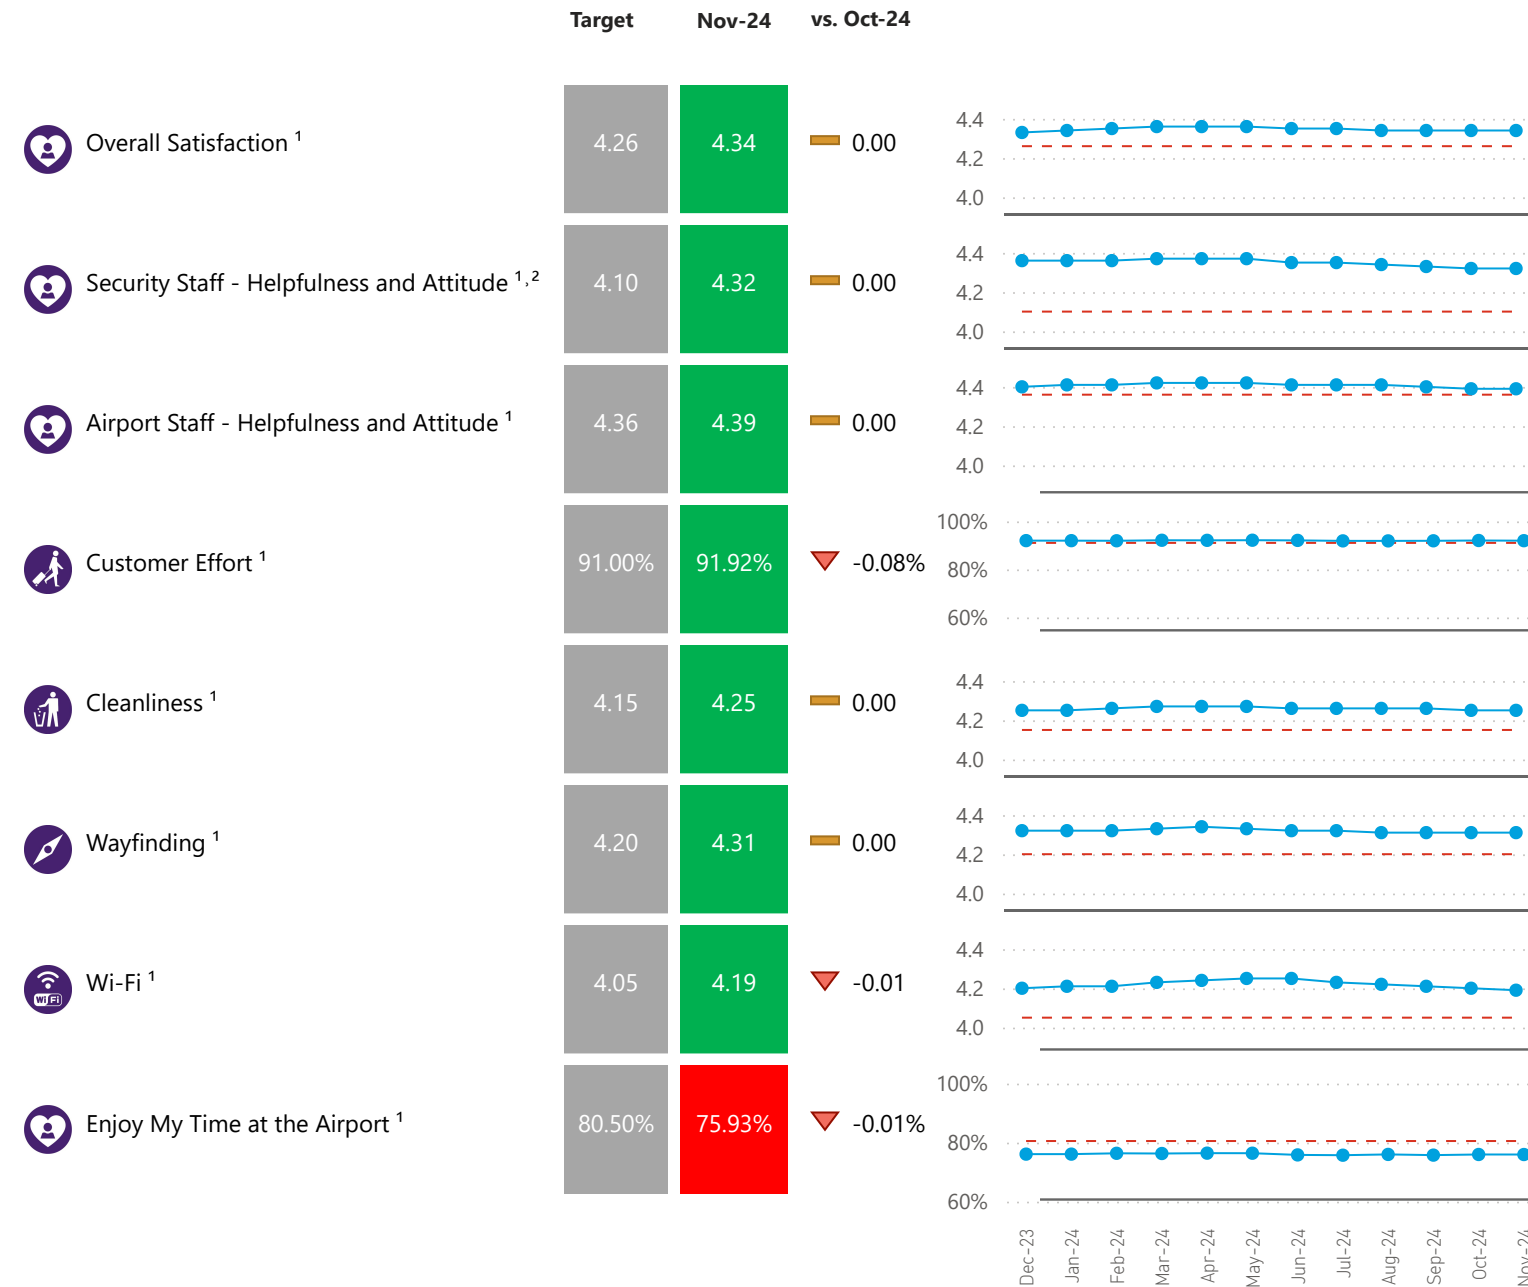 Target Nov-24 vs. Oct-24
Overall Satisfaction ¹ 4.26 4.34 0.00
4.4
4.2
4.0
Security Staff - Helpfulness and Attitude ¹,² 4.10 4.32 0.00
4.4
4.2
4.0
Airport Staff - Helpfulness and Attitude ¹ 4.36 4.39 0.00
4.4
4.2
4.0
Customer Effort ¹ 91.00% 91.92% -0.08%
100%
80%
60%
Cleanliness ¹ 4.15 4.25 0.00
4.4
4.2
4.0
Wayfinding ¹ 4.20 4.31 0.00
4.4
4.2
4.0
WiFi
Wi-Fi ¹ 4.05 4.19 -0.01
4.4
4.2
4.0
Enjoy My Time at the Airport ¹ 80.50% 75.93% -0.01%
100%
80%
60%
Dec-23 Jan-24 Feb-24 Mar-24 Apr-24 May-24 Jun-24 Jul-24 Aug-24 Sep-24 Oct-24 Nov-24